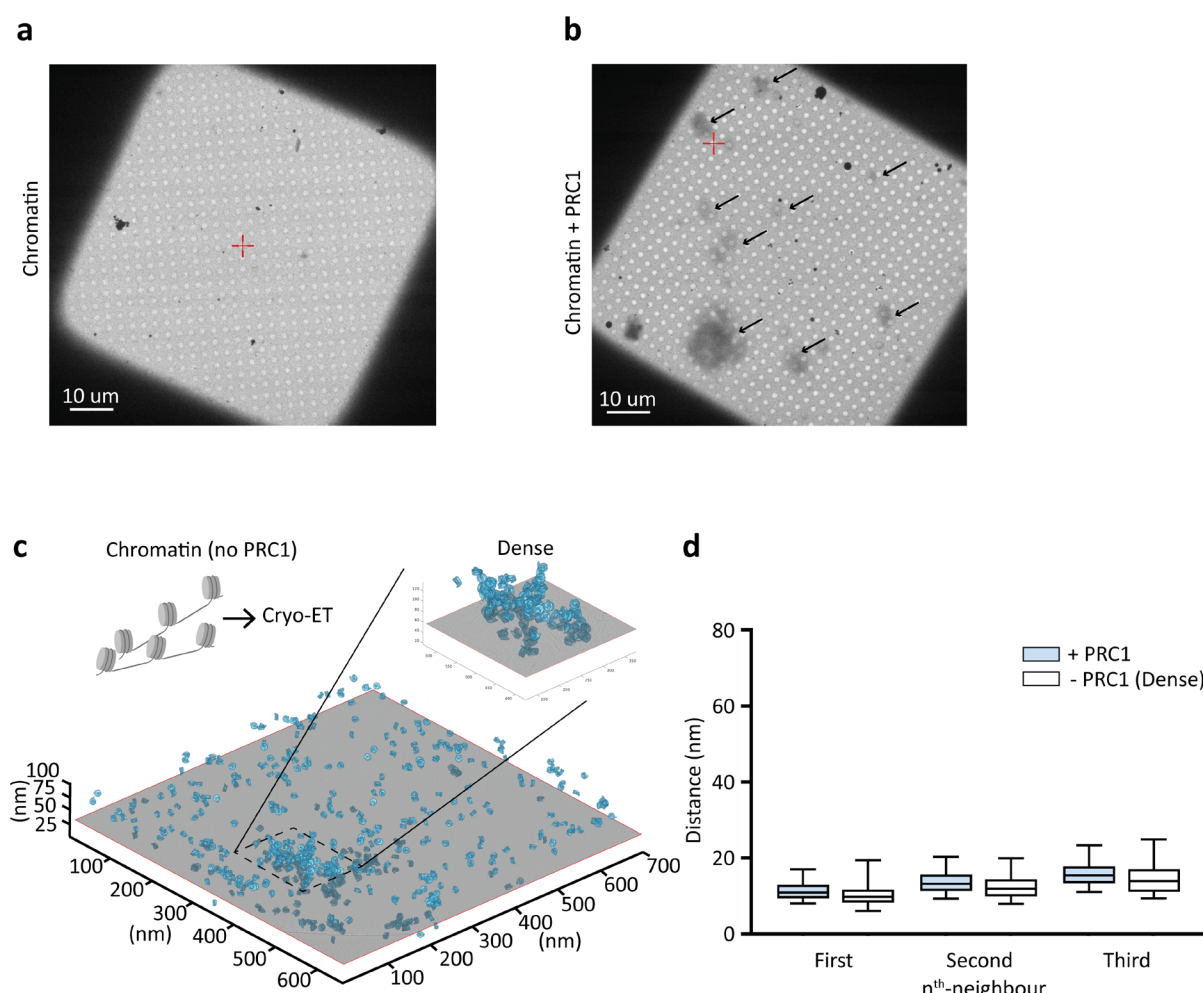 a
Chromatin
10 um
b
Chromatin + PRC1
10 um
c
Chromatin (no PRC1)
Cryo-ET
Dense
100
75
50
25
(nm)
100
200
300
400
500
600
(nm)
100
200
300
400
500
600
700
(nm)
d
+ PRC1
- PRC1 (Dense)
Distance (nm)
80
60
40
20
0
First
Second
Third
nth-neighbour